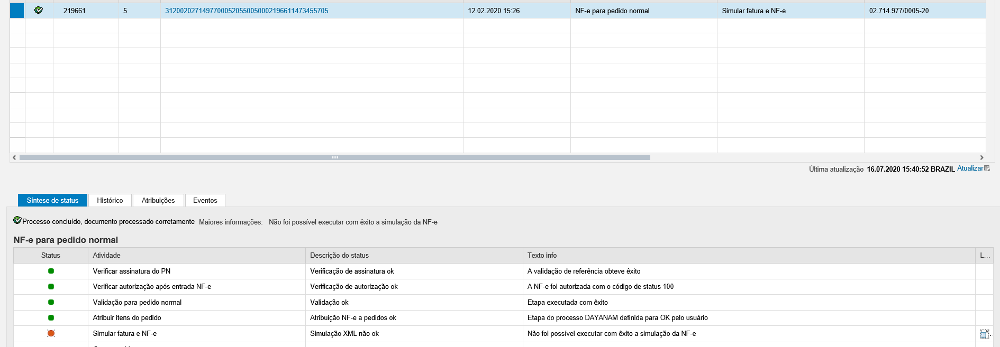 219661 5 31200202714977000520550050002196611473455705 12.02.2020 15:26 NF-e para pedido normal Simular fatura e NF-e 02.714.977/0005-20
Última atualização 16.07.2020 15:40:52 BRAZIL Atualizar
Síntese de status Histórico Atribuições Eventos
Processo concluído, documento processado corretamente Maiores informações: Não foi possível executar com êxito a simulação da NF-e
NF-e para pedido normal
Status Atividade Descrição do status Texto info L...
Verificar assinatura do PN Verificação de assinatura ok A validação de referência obteve êxito
Verificar autorização após entrada NF-e Verificação de autorização ok A NF-e foi autorizada com o código de status 100
Validação para pedido normal Validação ok Etapa executada com êxito
Atribuir itens do pedido Atribuição NF-e a pedidos ok Etapa do processo DAYANAM definida para OK pelo usuário
Simular fatura e NF-e Simulação XML não ok Não foi possível executar com êxito a simulação da NF-e